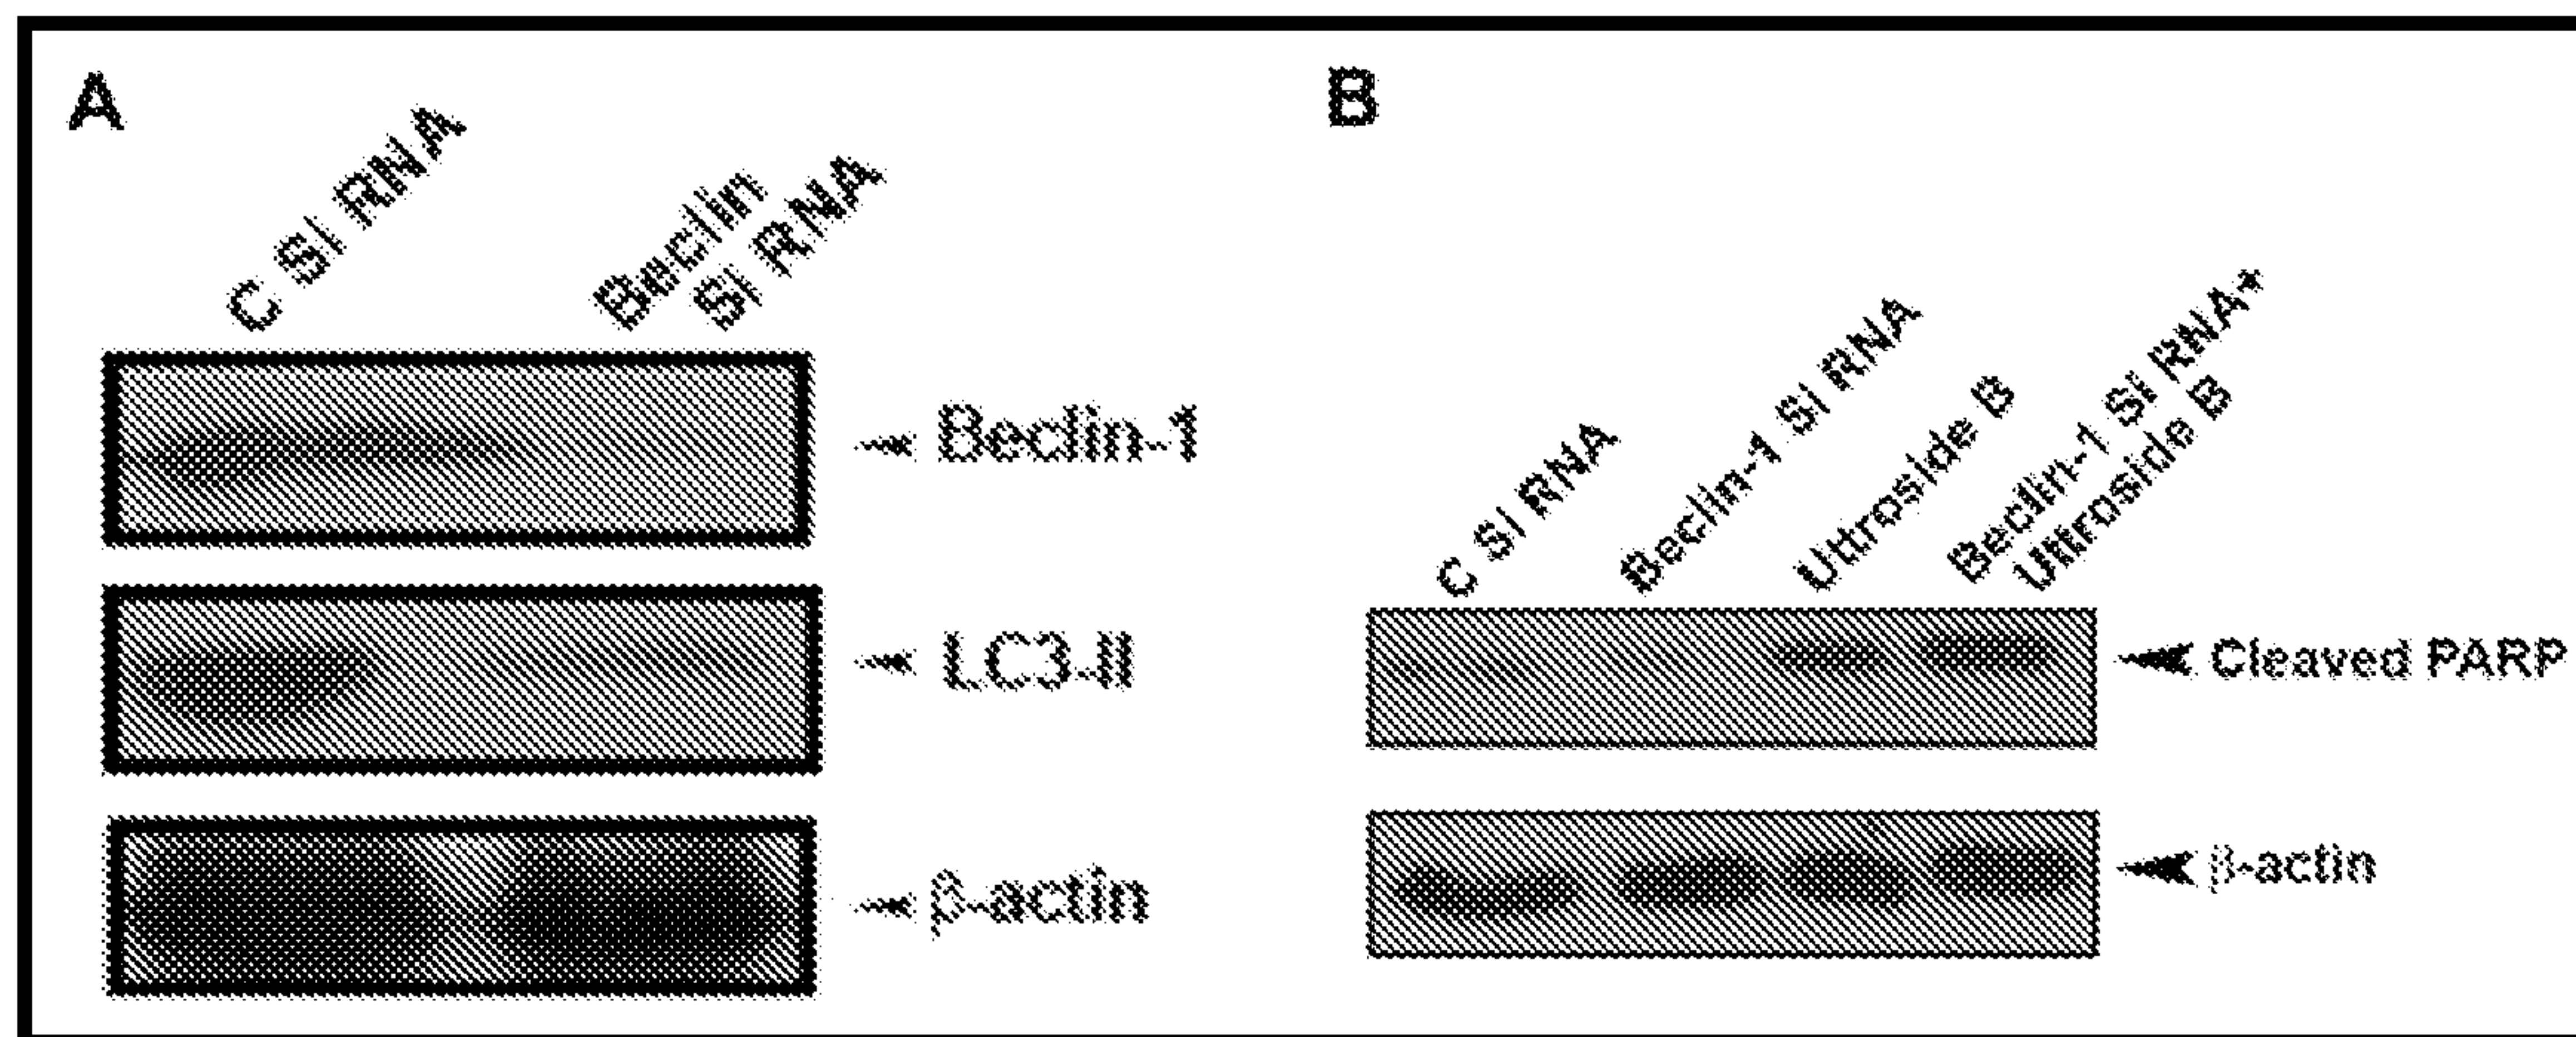 A
C SI RNA
Beclin
SI RNA
Beclin-1
LC3-II
β-actin
B
C SI RNA
Beclin-1 Si RNA
Uttroside B
Beclin-1 Si RNA+
Uttroside B
Cleaved PARP
β-actin